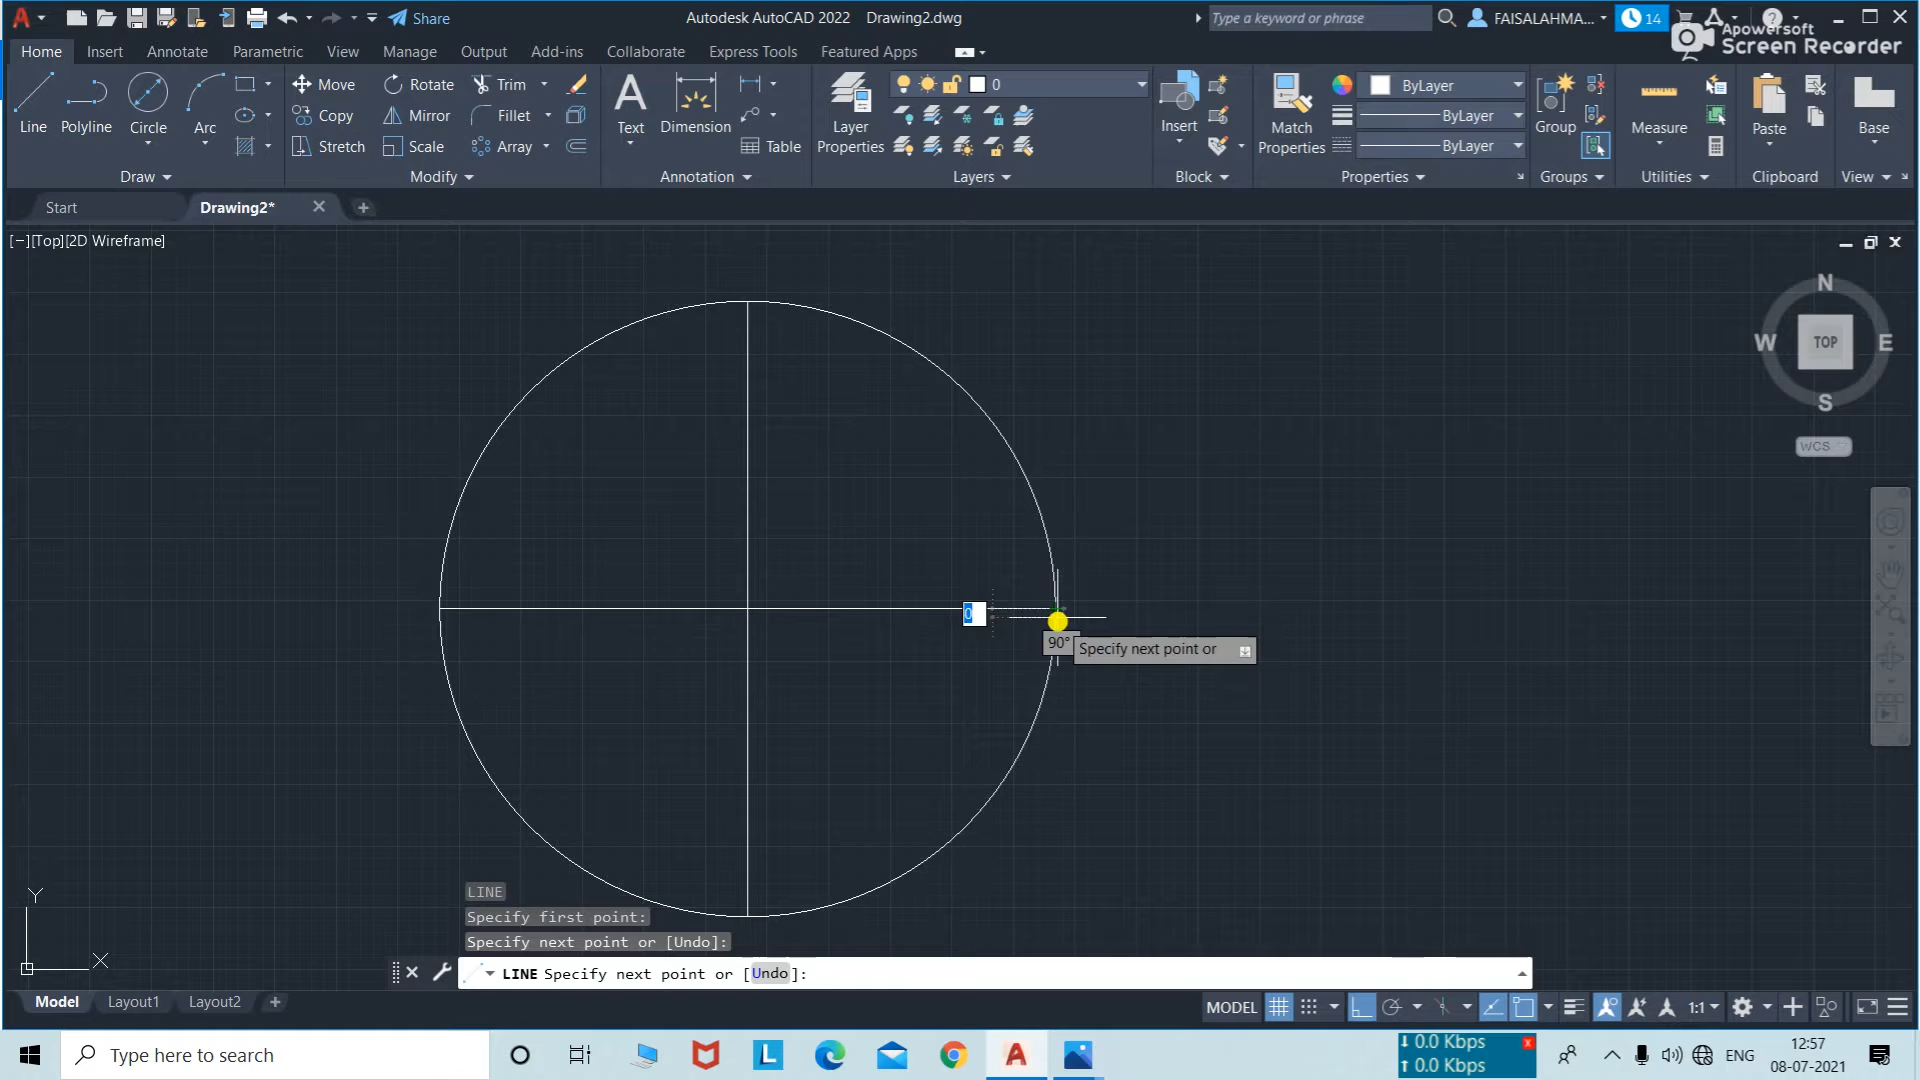 Share
Autodesk AutoCAD 2022 Drawing2.dwg
Type a keyword or phrase
FAISALAHMA...
14
Apowersoft
Screen Recorder
Home Insert Annotate Parametric View Manage Output Add-ins Collaborate Express Tools Featured Apps
Line Polyline Circle Arc
Move Rotate Trim
Copy Mirror Fillet
Stretch Scale Array
Text Dimension
Table
Layer
Properties
0
Insert
Match
Properties
ByLayer
ByLayer
ByLayer
Group
Measure
Paste
Base
Draw Modify Annotation Layers Block Properties Groups Utilities Clipboard View
Start Drawing2*
[−][Top][2D Wireframe]
N
W TOP E
S
WCS
0
90° Specify next point or
Y
X
LINE
Specify first point:
Specify next point or [Undo]:
LINE Specify next point or [Undo]:
Model Layout1 Layout2
MODEL
1:1
Type here to search
L
↓ 0.0 Kbps x
↑ 0.0 Kbps
ENG
12:57
08-07-2021